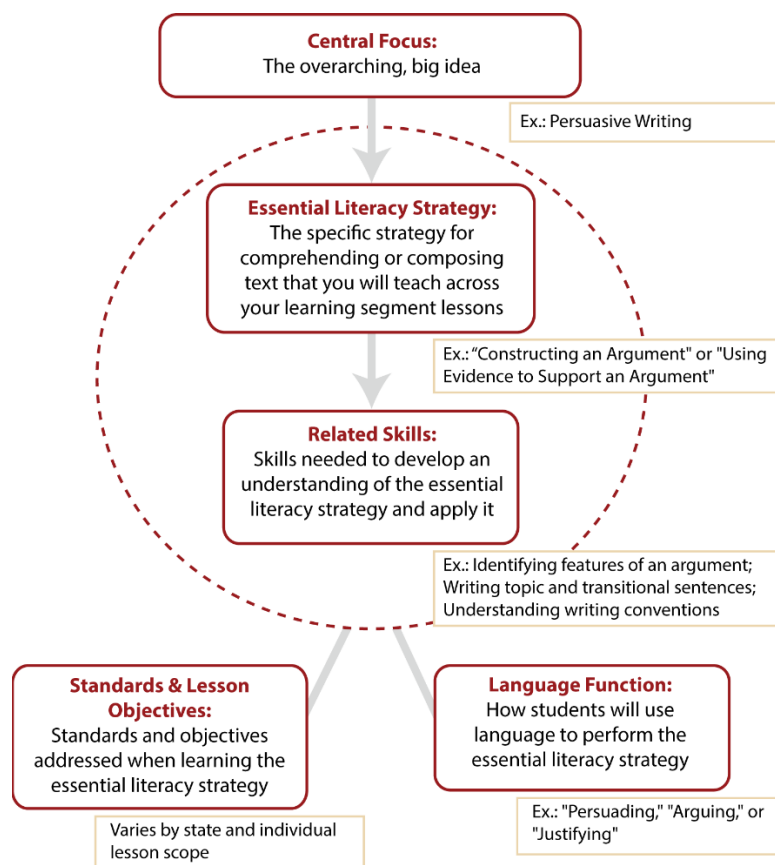 Central Focus:
The overarching, big idea
Ex.: Persuasive Writing
Essential Literacy Strategy:
The specific strategy for
comprehending or composing
text that you will teach across
your learning segment lessons
Ex.: “Constructing an Argument" or "Using
Evidence to Support an Argument"
Related Skills:
Skills needed to develop an
understanding of the essential
literacy strategy and apply it
Ex.: Identifying features of an argument;
Writing topic and transitional sentences;
Understanding writing conventions
Standards & Lesson
Objectives:
Standards and objectives
addressed when learning the
essential literacy strategy
Varies by state and individual
lesson scope
Language Function:
How students will use
language to perform the
essential literacy strategy
Ex.: "Persuading," "Arguing," or
"Justifying"